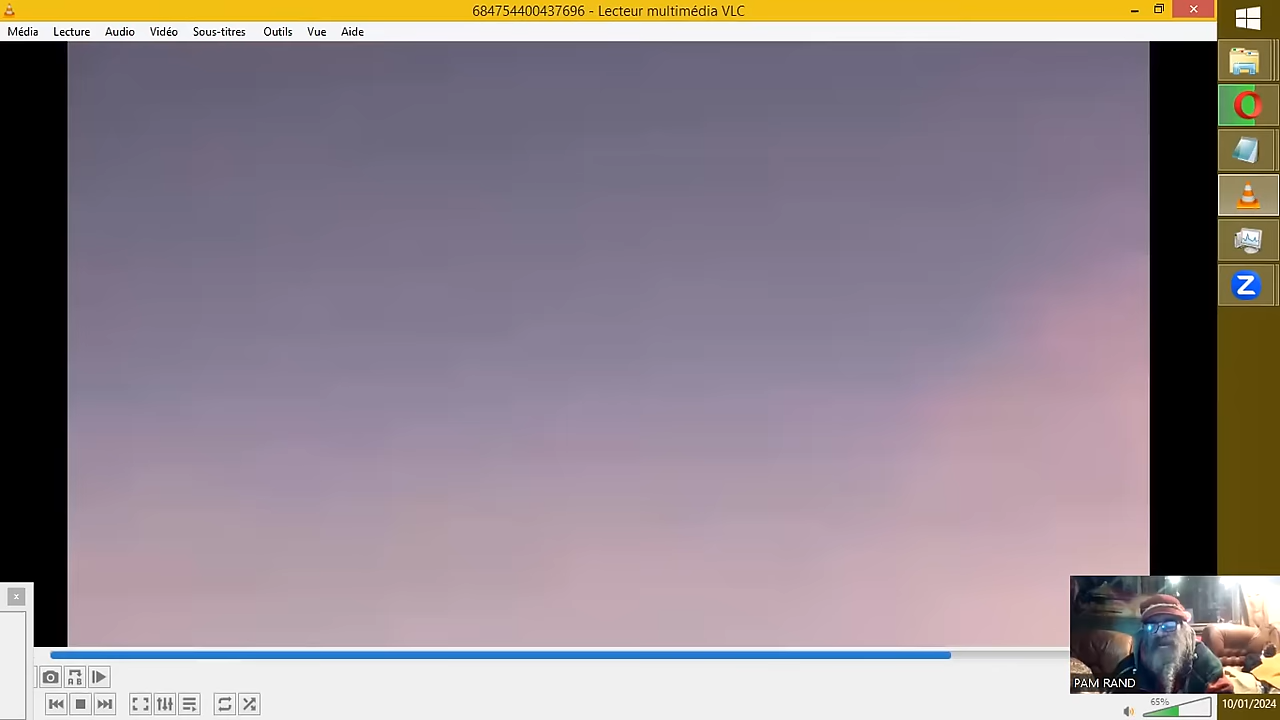 684754400437696 - Lecteur multimédia VLC
Média Lecture Audio Vidéo Sous-titres Outils Vue Aide
PAM RAND
65%
10/01/2024